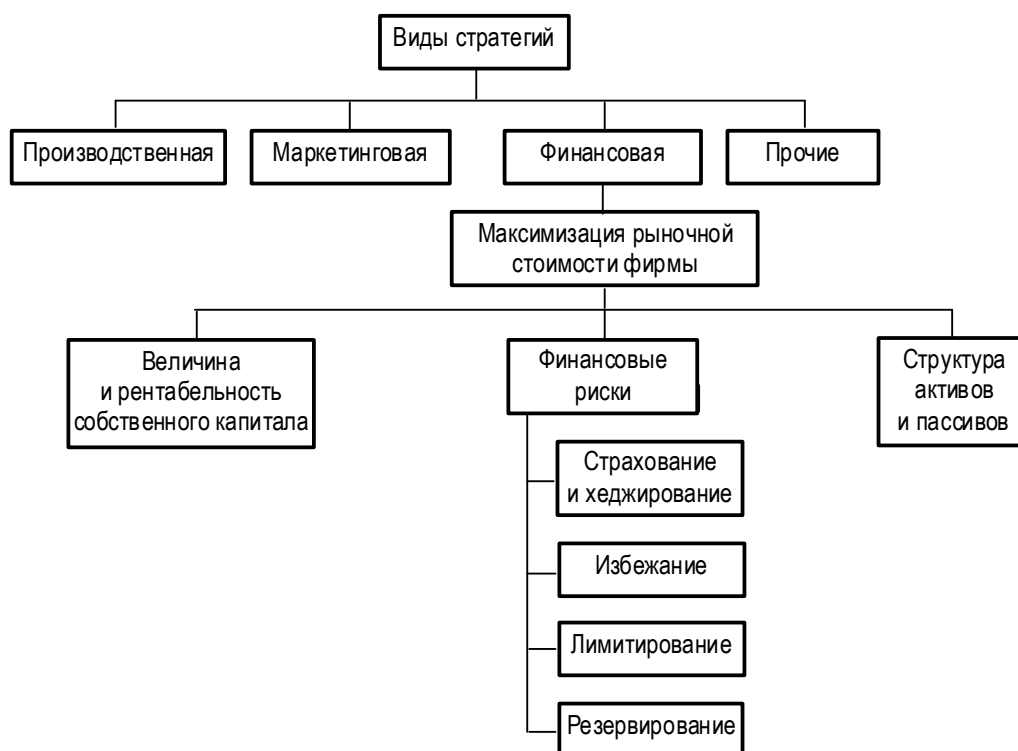 Виды стратегий
Производственная
Маркетинговая
Финансовая
Прочие
Максимизация рыночной
стоимости фирмы
Величина
и рентабельность
собственного капитала
Финансовые
риски
Структура
активов
и пассивов
Страхование
и хеджирование
Избежание
Лимитирование
Резервирование